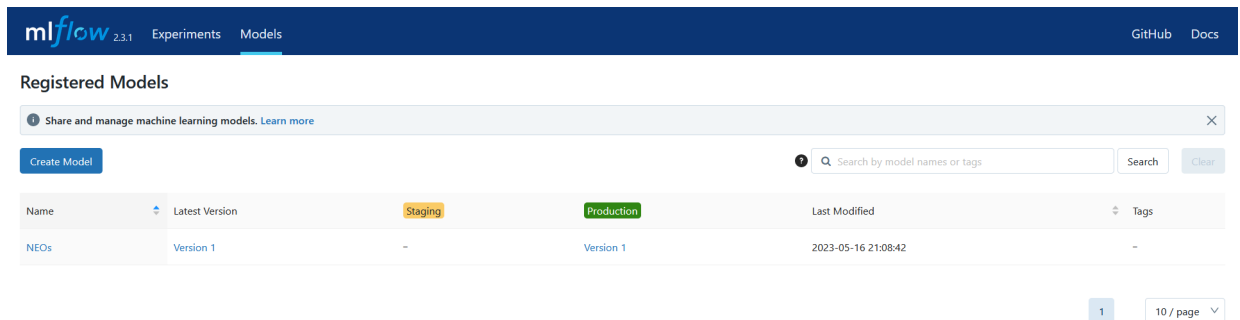 mlflow 2.3.1 Experiments Models GitHub Docs
Registered Models
Share and manage machine learning models. Learn more
Create Model ? Search by model names or tags Search Clear
Name Latest Version Staging Production Last Modified Tags
NEOs Version 1 – Version 1 2023-05-16 21:08:42 –
1 10 / page